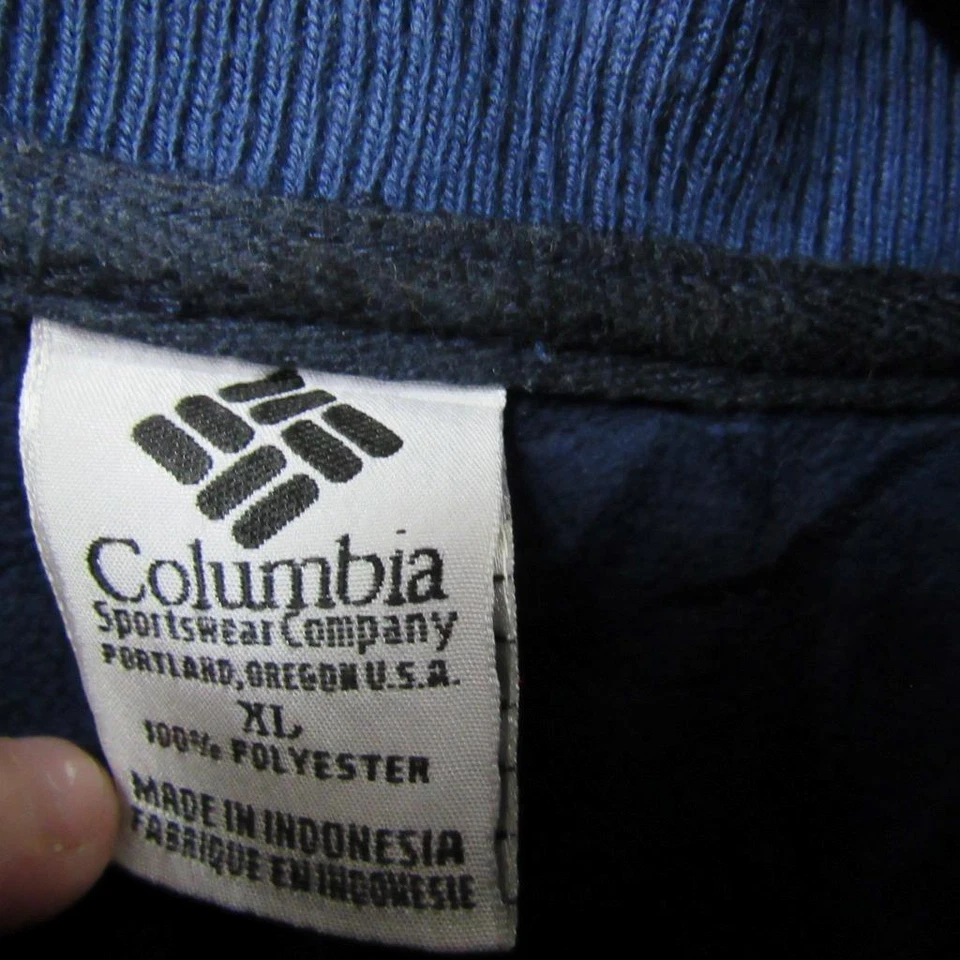 Columbia
Sportswear Company
PORTLAND, OREGON U.S.A.
XL
100% POLYESTER
MADE IN INDONESIA
FABRIQUE EN INDONESIE